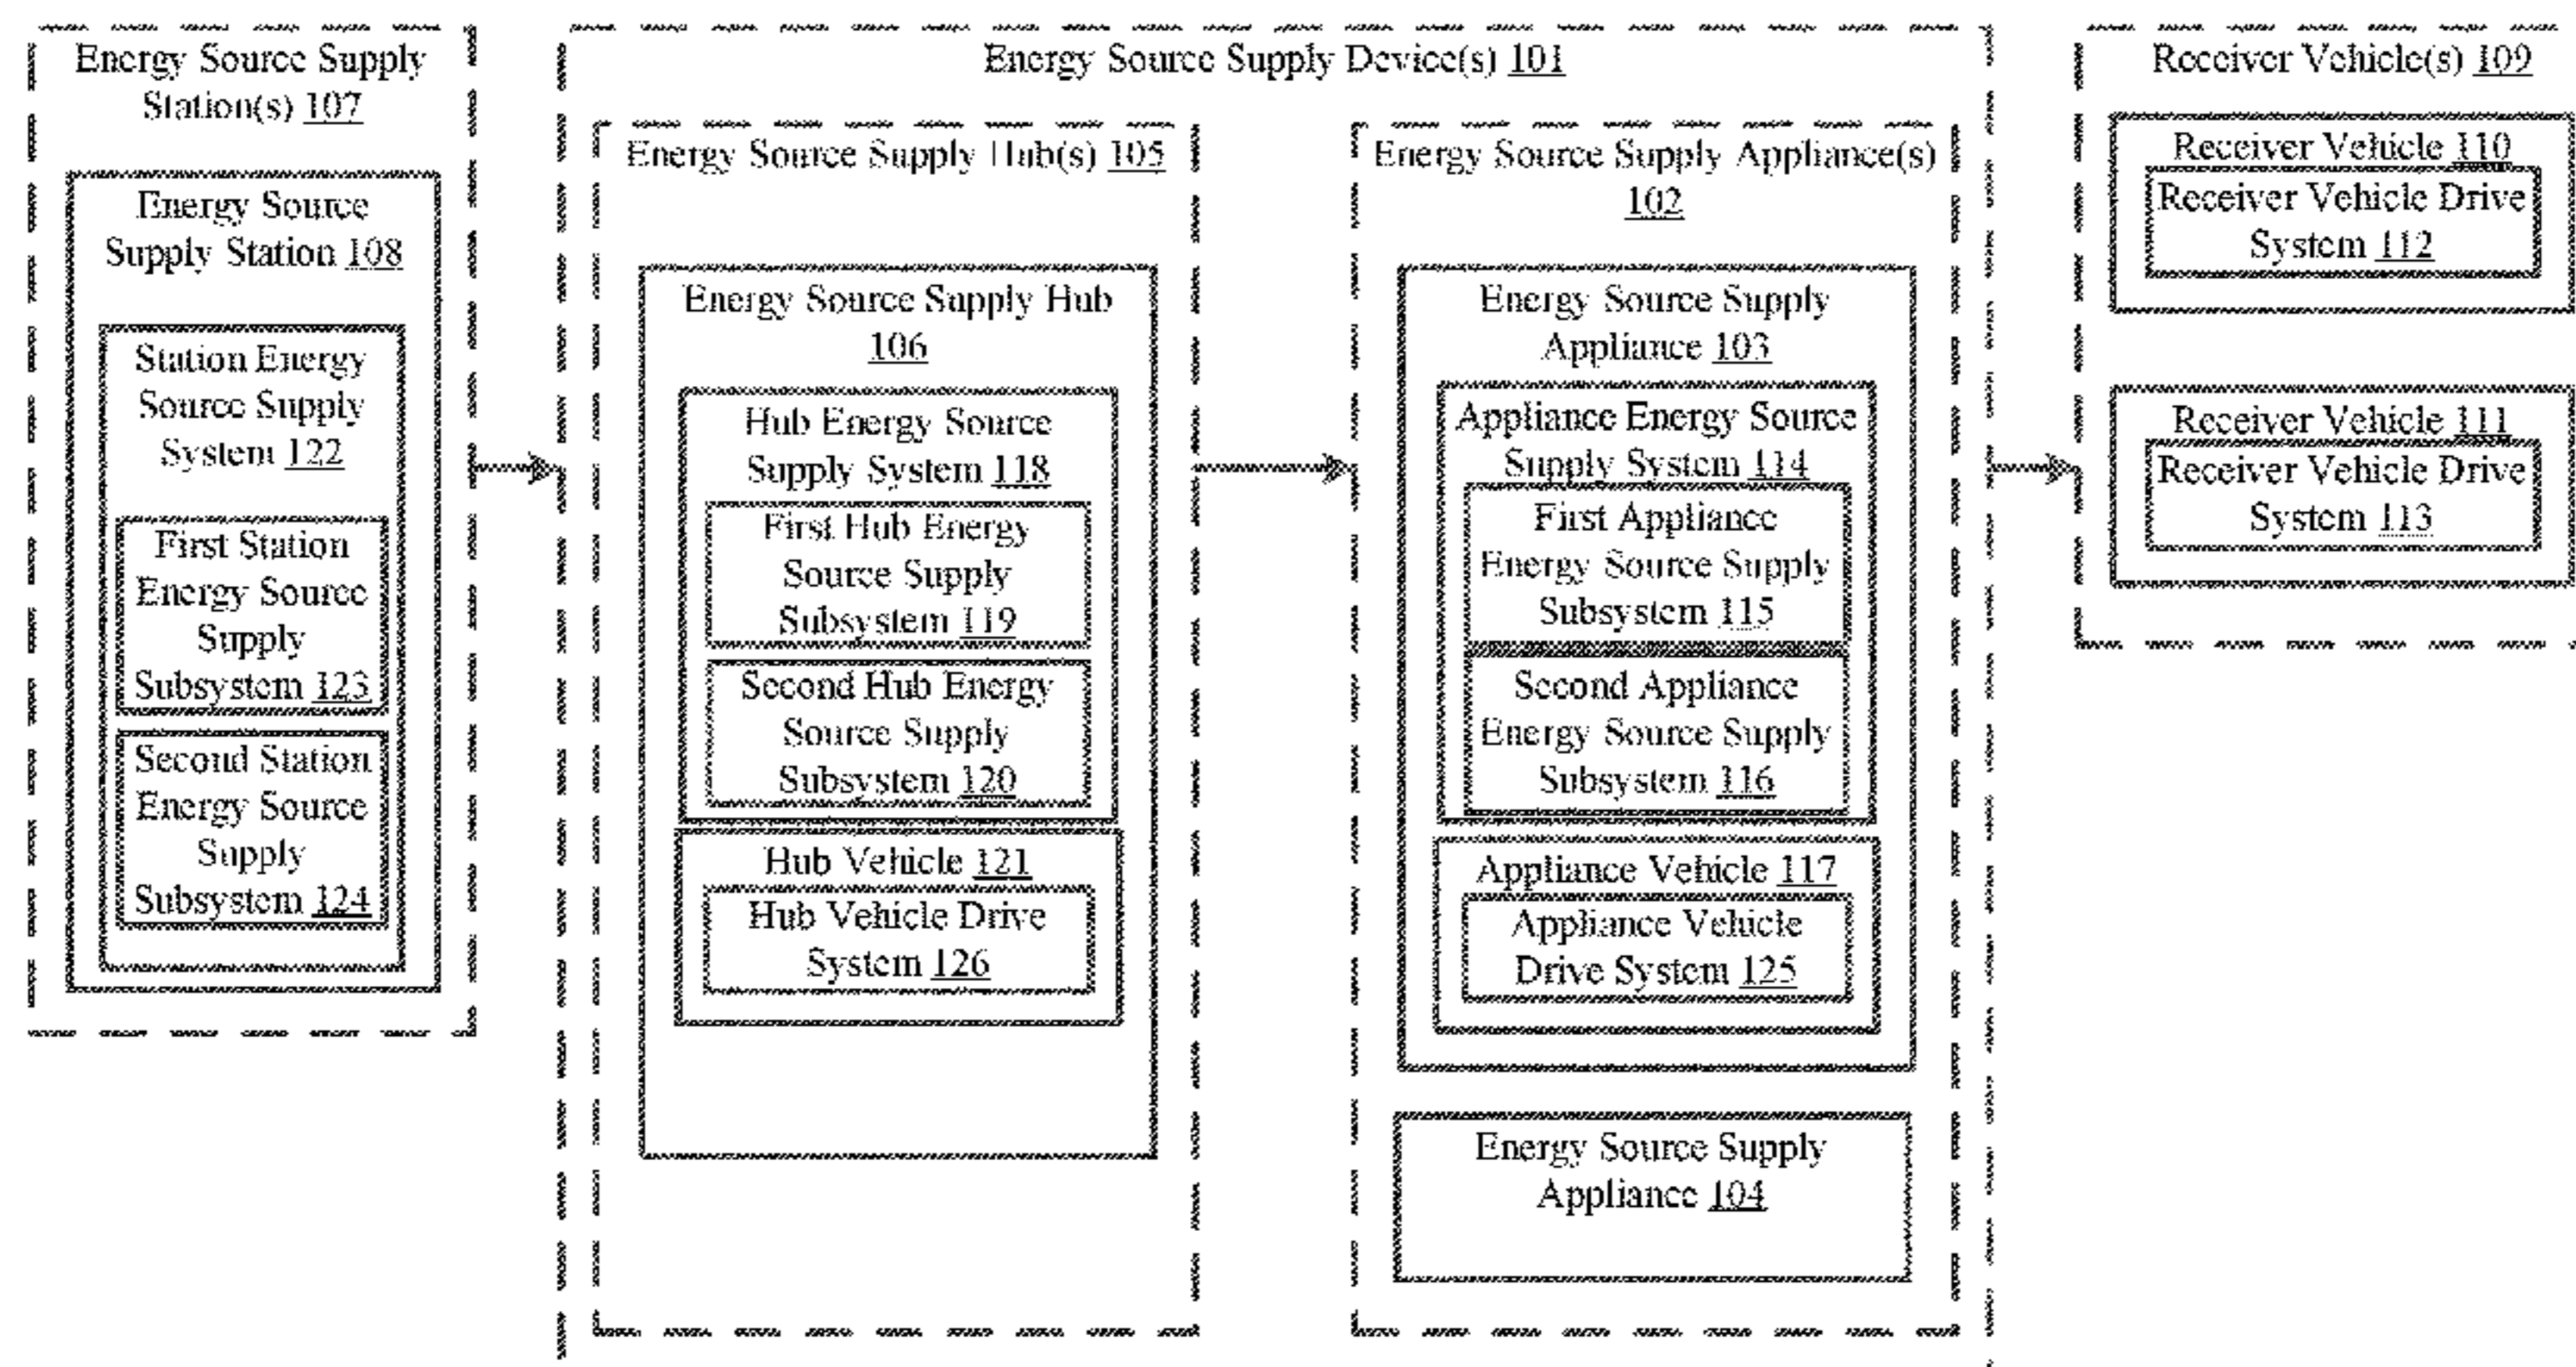 Energy Source Supply
Station(s) 107
Energy Source
Supply Station 108
Station Energy
Source Supply
System 122
First Station
Energy Source
Supply
Subsystem 123
Second Station
Energy Source
Supply
Subsystem 124
Energy Source Supply Device(s) 101
Energy Source Supply Hub(s) 105
Energy Source Supply Hub
106
Hub Energy Source
Supply System 118
First Hub Energy
Source Supply
Subsystem 119
Second Hub Energy
Source Supply
Subsystem 120
Hub Vehicle 121
Hub Vehicle Drive
System 126
Energy Source Supply Appliance(s)
102
Energy Source Supply
Appliance 103
Appliance Energy Source
Supply System 114
First Appliance
Energy Source Supply
Subsystem 115
Second Appliance
Energy Source Supply
Subsystem 116
Appliance Vehicle 117
Appliance Vehicle
Drive System 125
Energy Source Supply
Appliance 104
Receiver Vehicle(s) 109
Receiver Vehicle 110
Receiver Vehicle Drive
System 112
Receiver Vehicle 111
Receiver Vehicle Drive
System 113